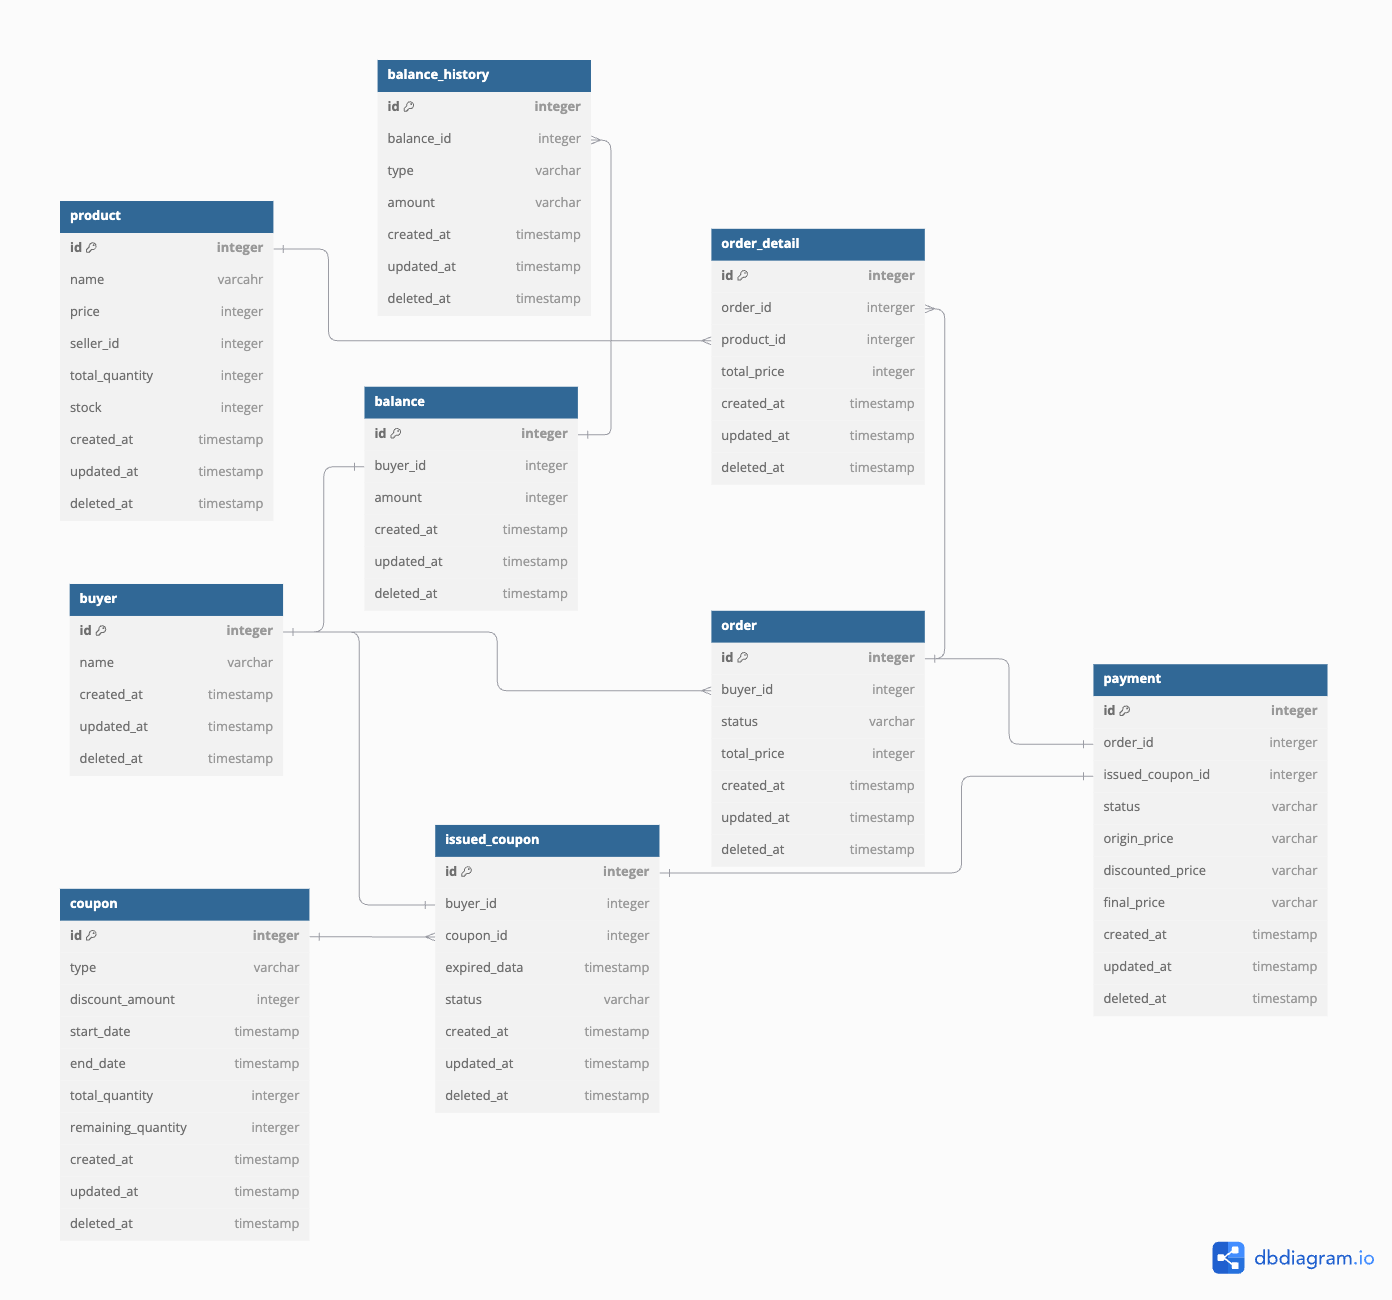 balance_history
id integer
balance_id integer
type varchar
amount varchar
created_at timestamp
updated_at timestamp
deleted_at timestamp
product
id integer
name varcahr
price integer
seller_id integer
total_quantity integer
stock integer
created_at timestamp
updated_at timestamp
deleted_at timestamp
order_detail
id integer
order_id interger
product_id interger
total_price integer
created_at timestamp
updated_at timestamp
deleted_at timestamp
balance
id integer
buyer_id integer
amount integer
created_at timestamp
updated_at timestamp
deleted_at timestamp
buyer
id integer
name varchar
created_at timestamp
updated_at timestamp
deleted_at timestamp
order
id integer
buyer_id integer
status varchar
total_price integer
created_at timestamp
updated_at timestamp
deleted_at timestamp
payment
id integer
order_id interger
issued_coupon_id interger
status varchar
origin_price varchar
discounted_price varchar
final_price varchar
created_at timestamp
updated_at timestamp
deleted_at timestamp
issued_coupon
id integer
buyer_id integer
coupon_id integer
expired_data timestamp
status varchar
created_at timestamp
updated_at timestamp
deleted_at timestamp
coupon
id integer
type varchar
discount_amount integer
start_date timestamp
end_date timestamp
total_quantity interger
remaining_quantity interger
created_at timestamp
updated_at timestamp
deleted_at timestamp
dbdiagram.io